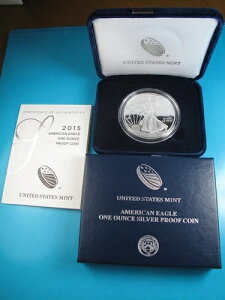 UNITED STATES MINT
CERTIFICATE OF AUTHENTICITY
2015
AMERICAN EAGLE
ONE OUNCE
PROOF COIN
UNITED STATES MINT
UNITED STATES MINT
AMERICAN EAGLE
ONE OUNCE SILVER PROOF COIN